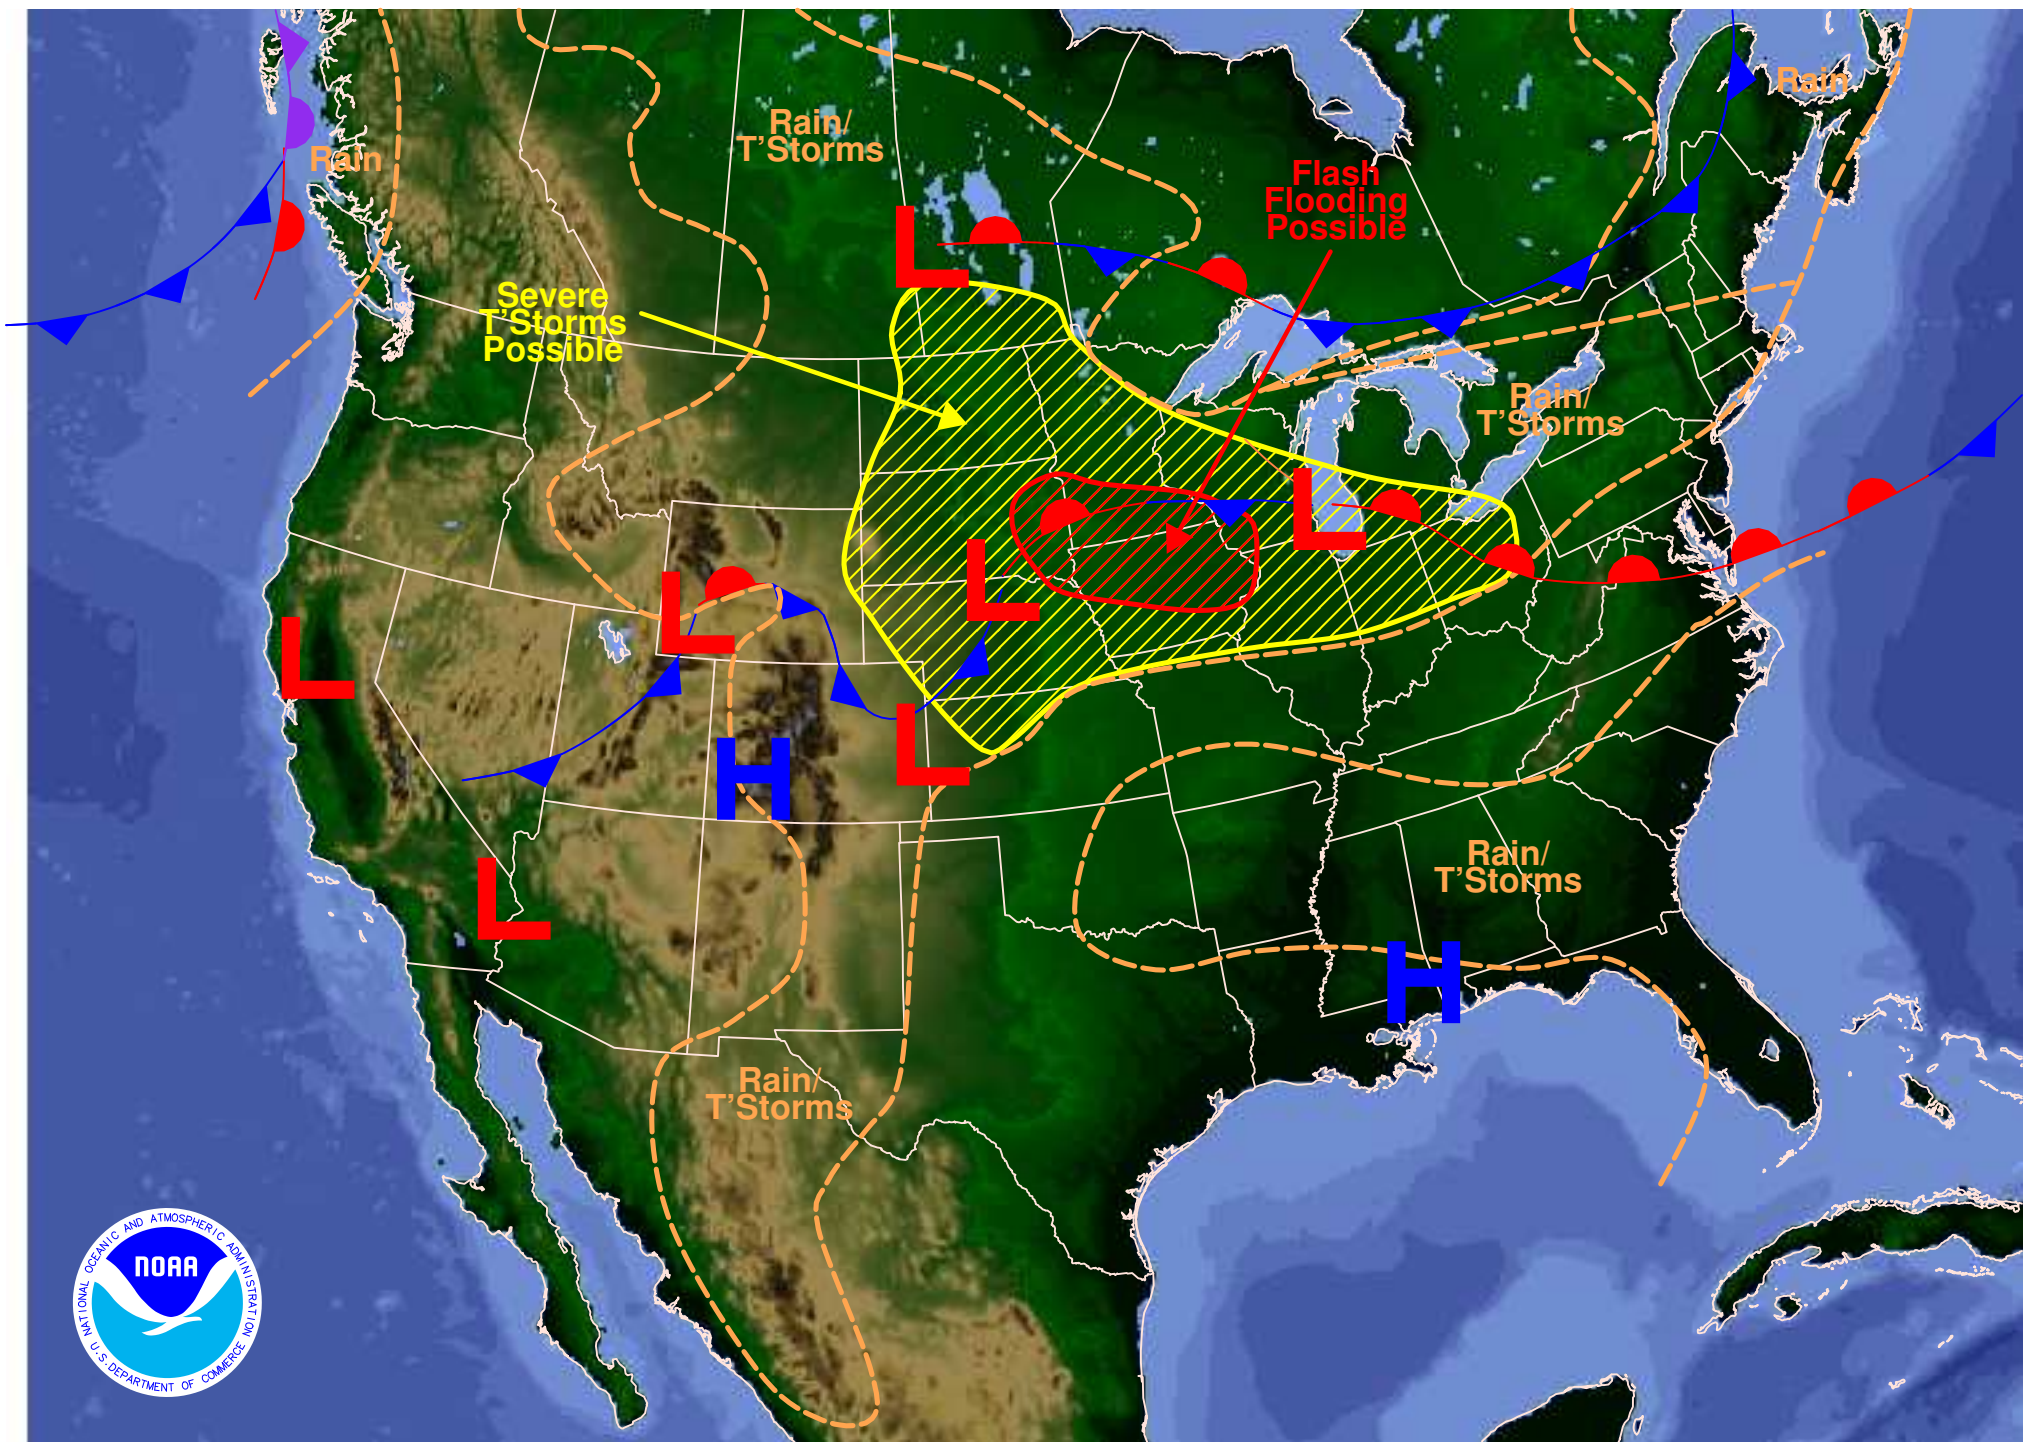 Rain
Rain/
T'Storms
Rain
Flash
Flooding
Possible
Severe
T'Storms
Possible
L
Rain/
T'Storms
L
L
L
L
L
H
L
Rain/
T'Storms
H
Rain/
T'Storms
NATIONAL OCEANIC AND ATMOSPHERIC ADMINISTRATION
NOAA
U.S. DEPARTMENT OF COMMERCE